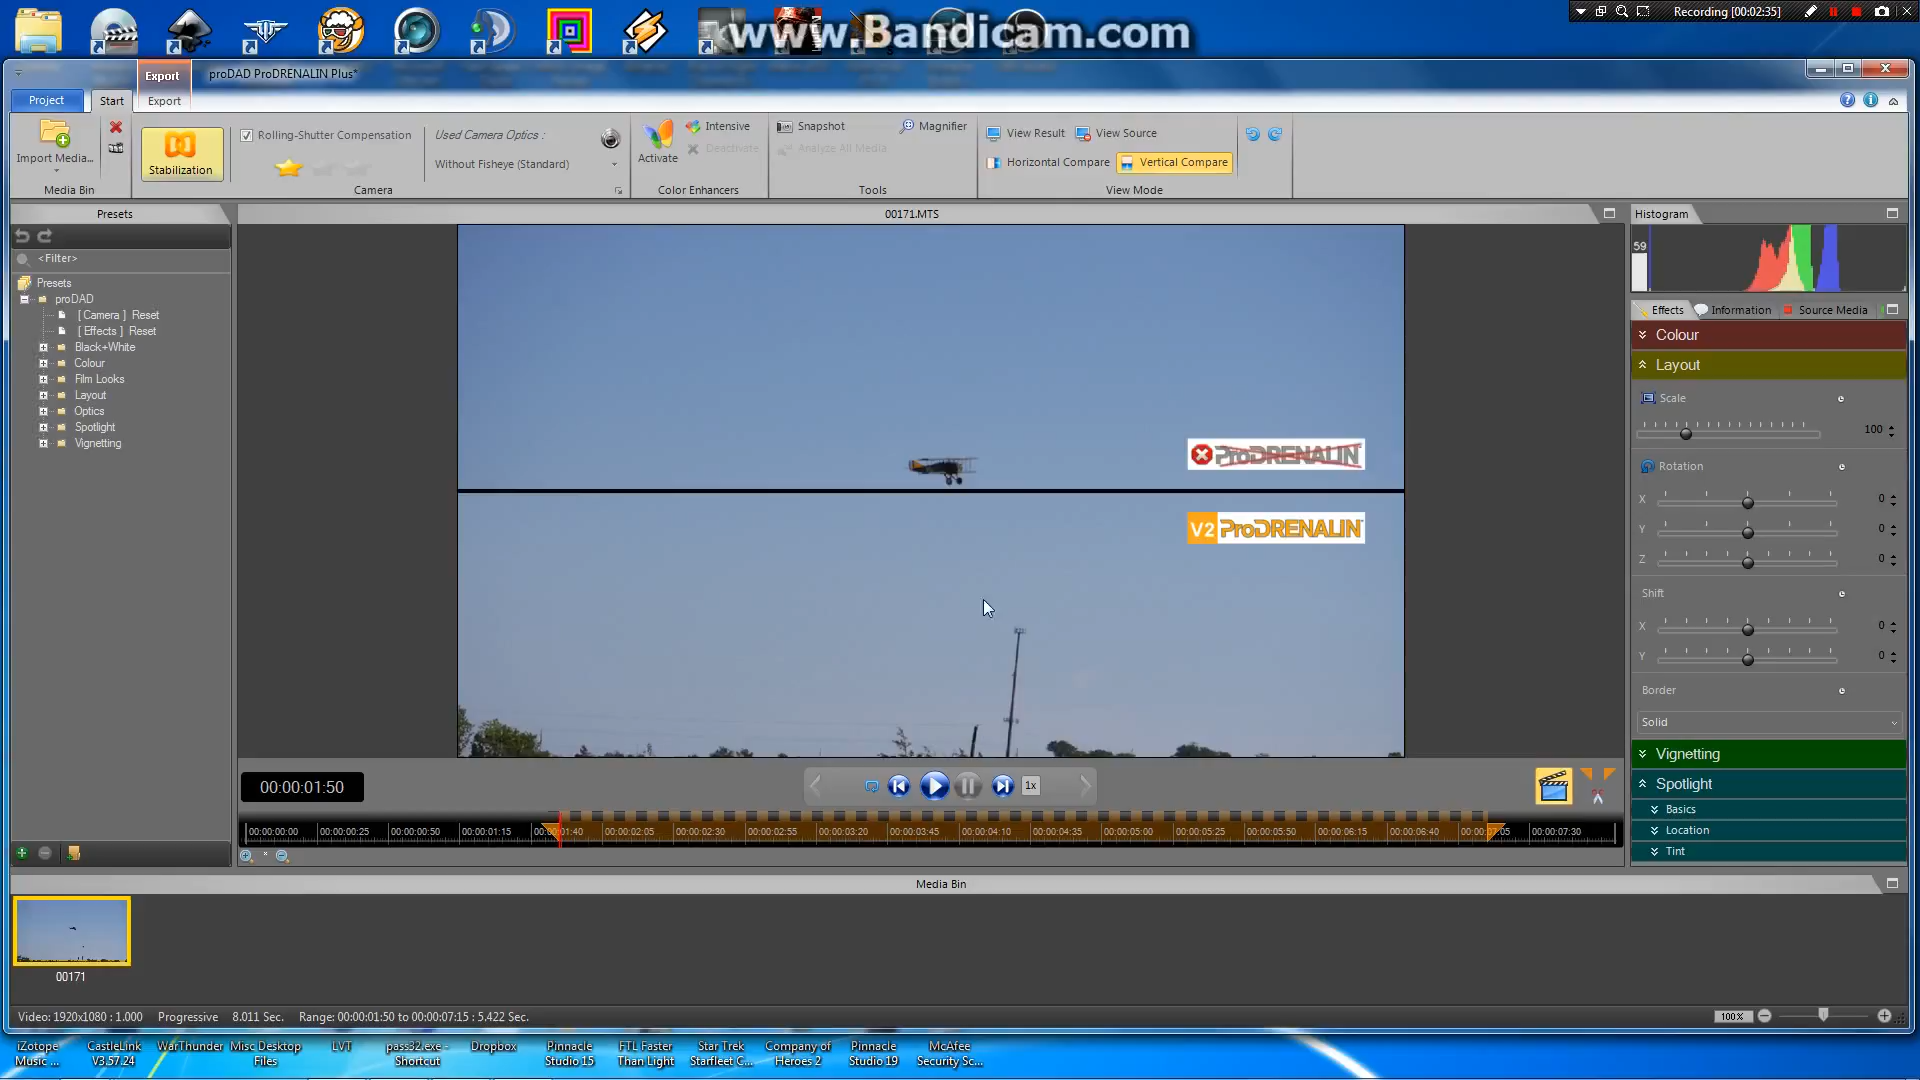 www.Bandicam.com
Recording [00:02:35]
Export
proDAD ProDRENALIN Plus*
Project
Start
Export
Import Media...
Stabilization
Rolling-Shutter Compensation
Used Camera Optics :
Without Fisheye (Standard)
Activate
Intensive
Deactivate
Snapshot
Magnifier
Analyze All Media
View Result
View Source
Horizontal Compare
Vertical Compare
Media Bin
Camera
Color Enhancers
Tools
View Mode
Presets
00171.MTS
Histogram
<Filter>
59
Presets
proDAD
[Camera ] Reset
[Effects ] Reset
Black+White
Colour
Film Looks
Layout
Optics
Spotlight
Vignetting
ProDRENALIN
V2 ProDRENALIN
Effects
Information
Source Media
Colour
Layout
Scale
100
Rotation
X 0
Y 0
Z 0
Shift
X 0
Y 0
Border
Solid
Vignetting
Spotlight
Basics
Location
Tint
00:00:01:50
1x
00:00:00:00 00:00:00:25 00:00:00:50 00:00:01:15 00:00:01:40 00:00:02:05 00:00:02:30 00:00:02:55 00:00:03:20 00:00:03:45 00:00:04:10 00:00:04:35 00:00:05:00 00:00:05:25 00:00:05:50 00:00:06:15 00:00:06:40 00:00:07:05 00:00:07:30
Media Bin
00171
Video: 1920x1080 : 1.000 Progressive 8.011 Sec. Range: 00:00:01:50 to 00:00:07:15 : 5.422 Sec.
100%
iZotope Music ...
CastleLink V3.57.24
WarThunder
Misc Desktop Files
LVT
pass32.exe - Shortcut
Dropbox
Pinnacle Studio 15
FTL Faster Than Light
Star Trek Starfleet C...
Company of Heroes 2
Pinnacle Studio 19
McAfee Security Sc...